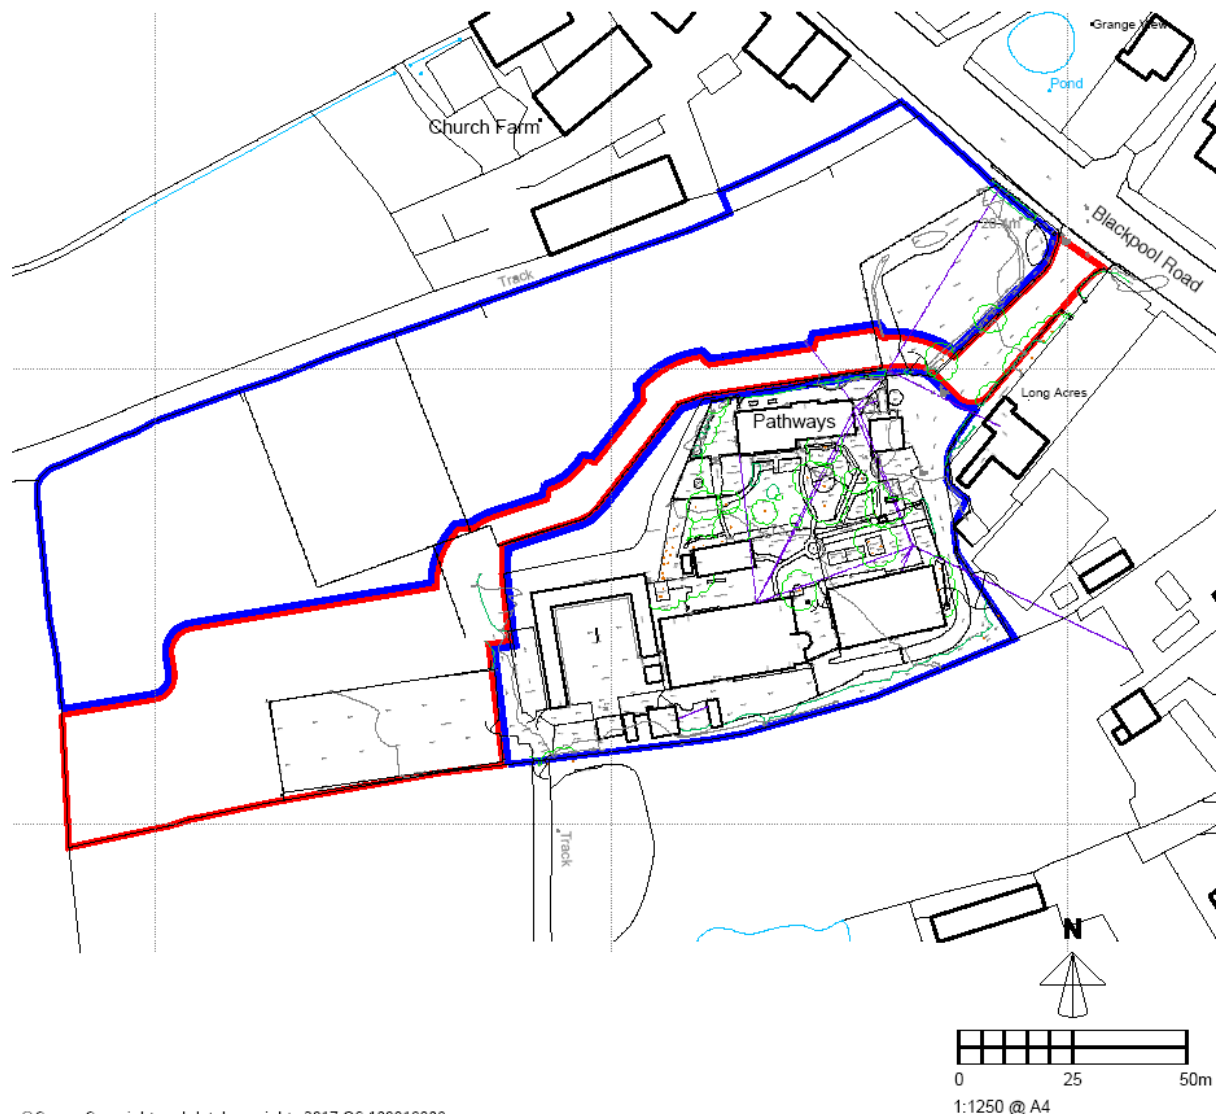 Grange View
Pond
Church Farm
Blackpool Road
Track
Long Acres
Pathways
Track
N
0 25 50m
1:1250 @ A4